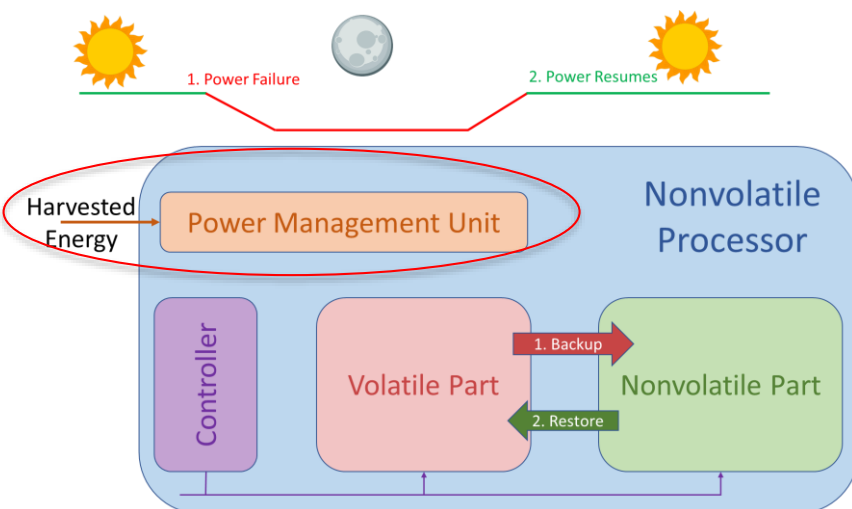 1. Power Failure
2. Power Resumes
Harvested
Energy
Power Management Unit
Nonvolatile
Processor
Controller
Volatile Part
1. Backup
2. Restore
Nonvolatile Part